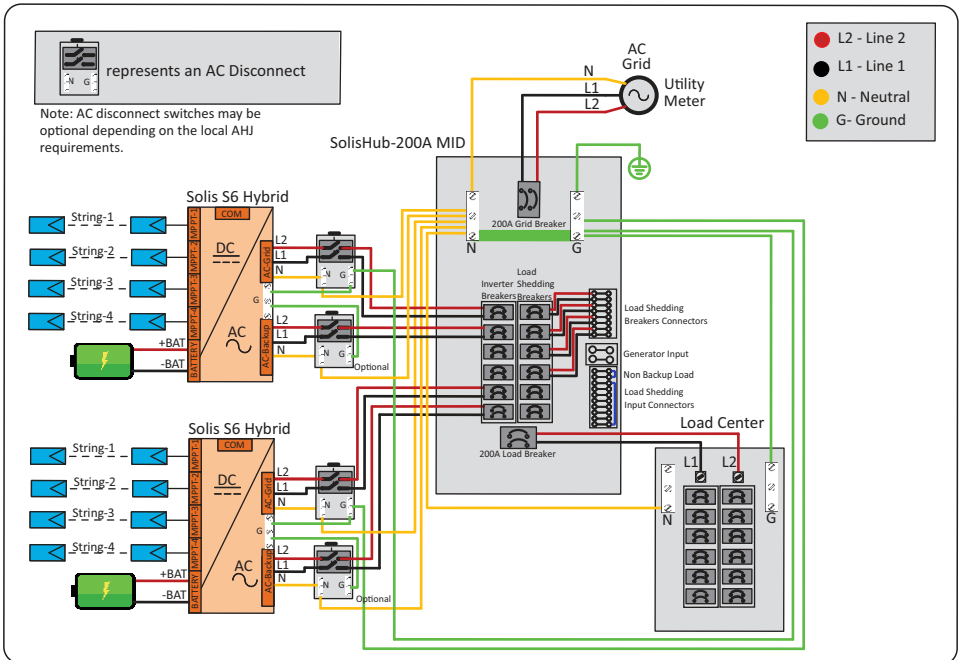 N
G
represents an AC Disconnect
Note: AC disconnect switches may be
optional depending on the local AHJ
requirements.
AC
Grid
N
L1
L2
Utility
Meter
L2 - Line 2
L1 - Line 1
N - Neutral
G- Ground
SolisHub-200A MID
200A Grid Breaker
N
G
Inverter
Breakers
Load
Shedding
Breakers
Load Shedding
Breakers Connectors
Generator Input
Non Backup Load
Load Shedding
Input Connectors
200A Load Breaker
Load Center
L1
L2
N
G
Solis S6 Hybrid
COM
String-1
String-2
String-3
String-4
MPPT-1
MPPT-2
MPPT-3
MPPT-4
BATTERY
+BAT
-BAT
DC
AC
AC-Grid
G
AC-Backup
L2
L1
N
N
G
L2
L1
N
N
G
Optional
Solis S6 Hybrid
COM
String-1
String-2
String-3
String-4
MPPT-1
MPPT-2
MPPT-3
MPPT-4
BATTERY
+BAT
-BAT
DC
AC
AC-Grid
G
AC-Backup
L2
L1
N
N
G
L2
L1
N
N
G
Optional